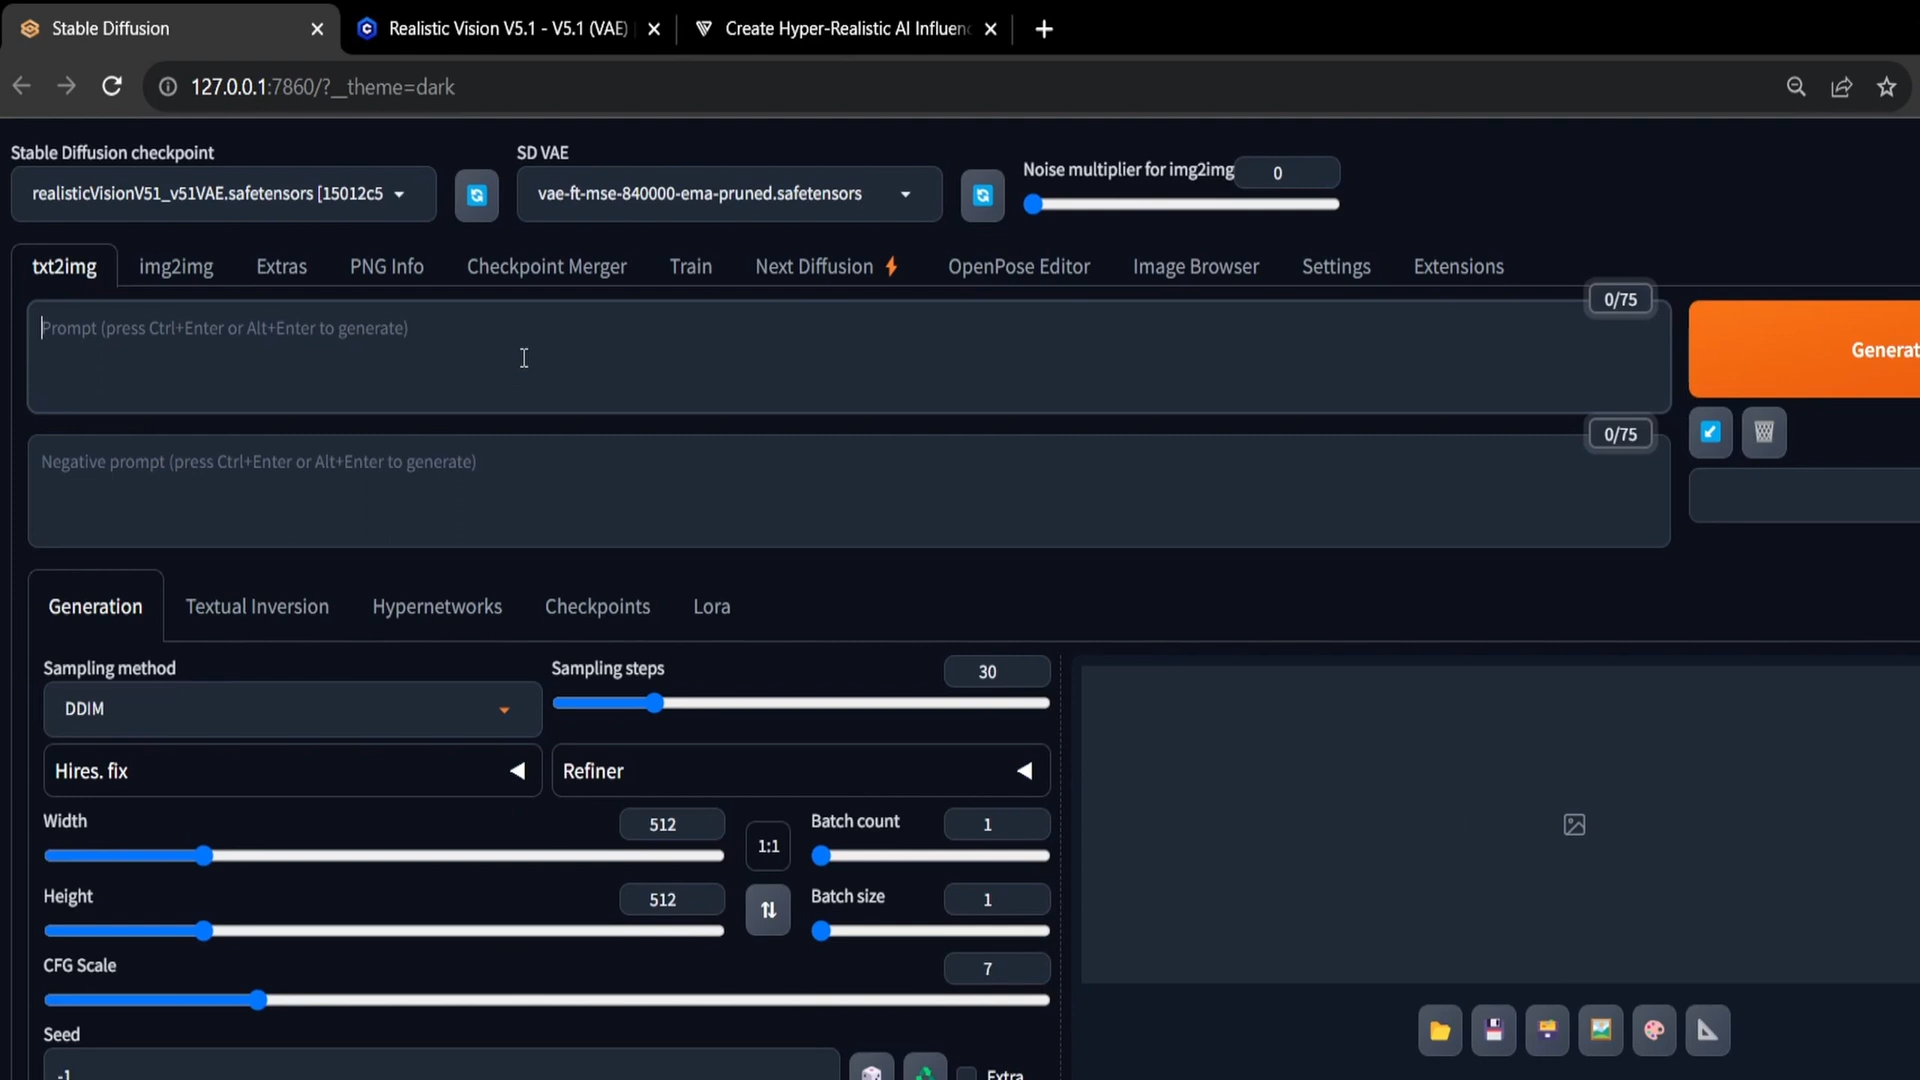 Stable Diffusion
Realistic Vision V5.1 - V5.1 (VAE)
Create Hyper-Realistic AI Influen
127.0.0.1:7860/?__theme=dark
Stable Diffusion checkpoint
SD VAE
Noise multiplier for img2img
0
realisticVisionV51_v51VAE.safetensors [15012c5
vae-ft-mse-840000-ema-pruned.safetensors
txt2img
img2img
Extras
PNG Info
Checkpoint Merger
Train
Next Diffusion
OpenPose Editor
Image Browser
Settings
Extensions
0/75
Prompt (press Ctrl+Enter or Alt+Enter to generate)
Generat
0/75
Negative prompt (press Ctrl+Enter or Alt+Enter to generate)
Generation
Textual Inversion
Hypernetworks
Checkpoints
Lora
Sampling method
Sampling steps
30
DDIM
Hires. fix
Refiner
Width
512
1:1
Batch count
1
Height
512
Batch size
1
CFG Scale
7
Seed
-1
Extra